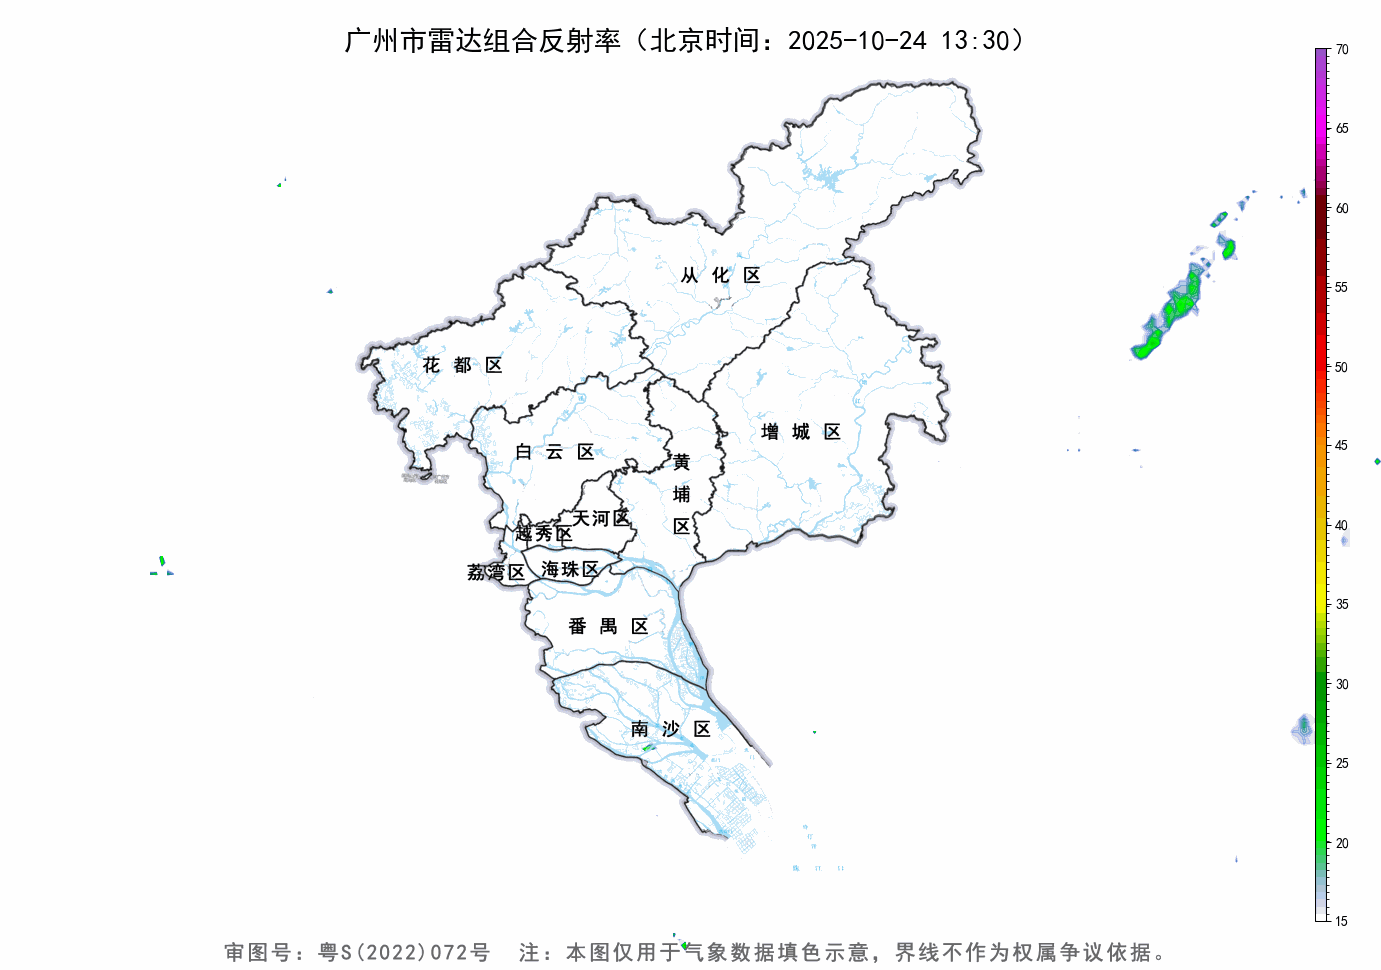 广州市雷达组合反射率（北京时间：2025-10-24 13:30）
70
65
60
55
50
45
40
35
30
25
20
15
从化区
花都区
增城区
白云区
黄埔区
天河区
越秀区
荔湾区
海珠区
番禺区
南沙区
审图号：粤S(2022)072号 注：本图仅用于气象数据填色示意，界线不作为权属争议依据。